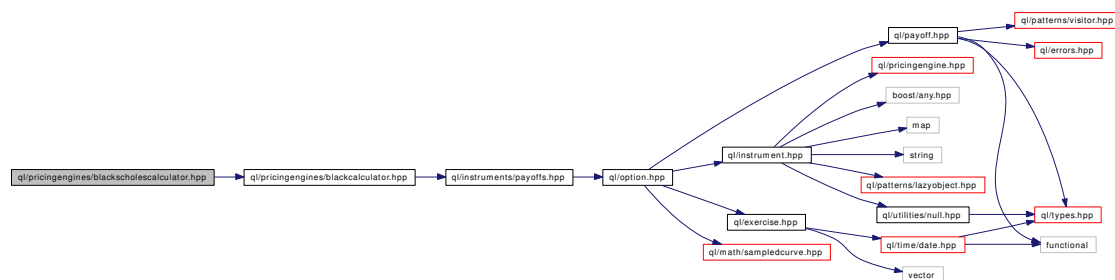 ql/patterns/visitor.hpp
ql/payoff.hpp
ql/errors.hpp
ql/pricingengine.hpp
boost/any.hpp
map
ql/instrument.hpp
string
ql/pricingengines/blackscholescalculator.hpp
ql/pricingengines/blackcalculator.hpp
ql/instruments/payoffs.hpp
ql/option.hpp
ql/patterns/lazyobject.hpp
ql/utilities/null.hpp
ql/types.hpp
ql/exercise.hpp
ql/time/date.hpp
functional
ql/math/sampledcurve.hpp
vector